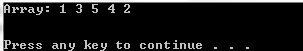 Array: 1 3 5 4 2
Press any key to continue . . .